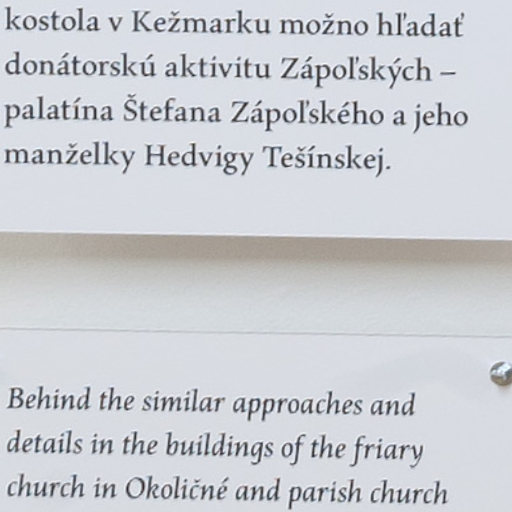 kostola v Kežmarku možno hľadať
donátorskú aktivitu Zápoľských –
palatína Štefana Zápoľského a jeho
manželky Hedvigy Tešínskej.
Behind the similar approaches and
details in the buildings of the friary
church in Okoličné and parish church